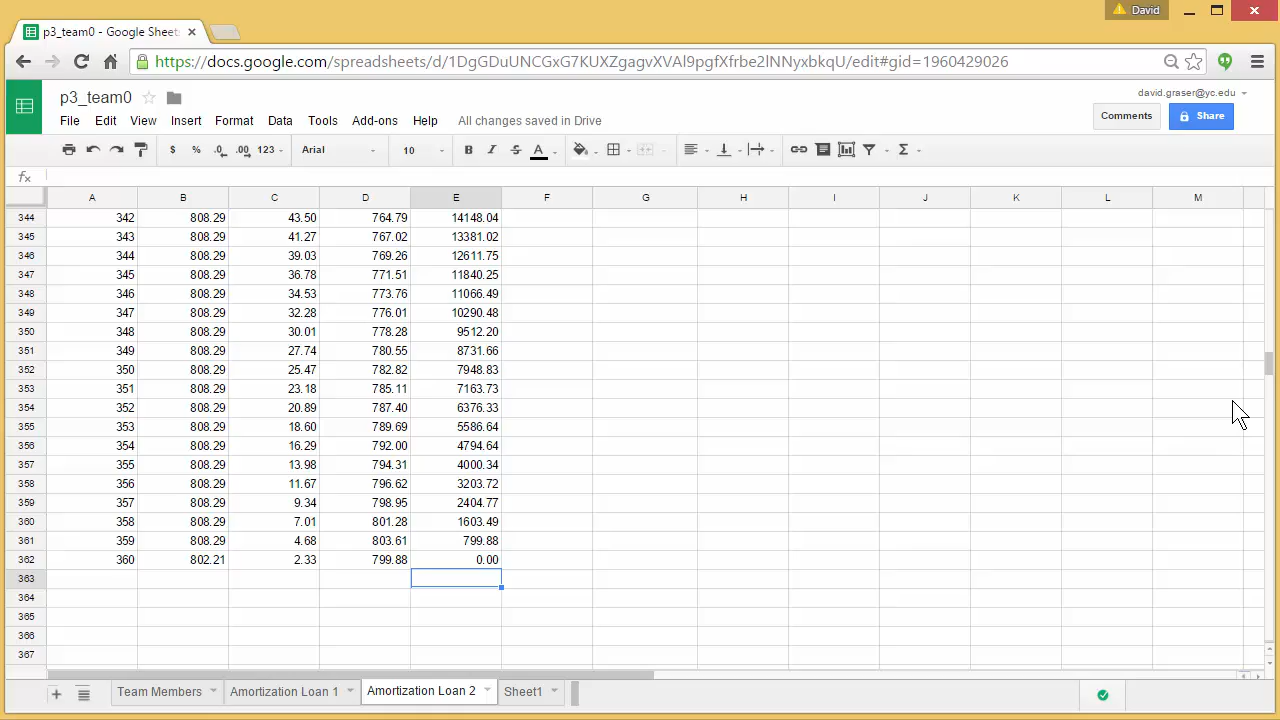 David
p3_team0 - Google Sheets
https://docs.google.com/spreadsheets/d/1DgGDuUNCGxG7KUXZgagvXVAl9pgfXfrbz2lNNyxbkqU/edit#gid=1960429026
p3_team0
david.graser@yc.edu
File Edit View Insert Format Data Tools Add-ons Help All changes saved in Drive
Comments Share
$ % .0 .00 123 Arial 10 B I S A Σ
fx
A B C D E F G H I J K L M
344 342 808.29 43.50 764.79 14148.04
345 343 808.29 41.27 767.02 13381.02
346 344 808.29 39.03 769.26 12611.75
347 345 808.29 36.78 771.51 11840.25
348 346 808.29 34.53 773.76 11066.49
349 347 808.29 32.28 776.01 10290.48
350 348 808.29 30.01 778.28 9512.20
351 349 808.29 27.74 780.55 8731.66
352 350 808.29 25.47 782.82 7948.83
353 351 808.29 23.18 785.11 7163.73
354 352 808.29 20.89 787.40 6376.33
355 353 808.29 18.60 789.69 5586.64
356 354 808.29 16.29 792.00 4794.64
357 355 808.29 13.98 794.31 4000.34
358 356 808.29 11.67 796.62 3203.72
359 357 808.29 9.34 798.95 2404.77
360 358 808.29 7.01 801.28 1603.49
361 359 808.29 4.68 803.61 799.88
362 360 802.21 2.33 799.88 0.00
363
364
365
366
367
Team Members Amortization Loan 1 Amortization Loan 2 Sheet1